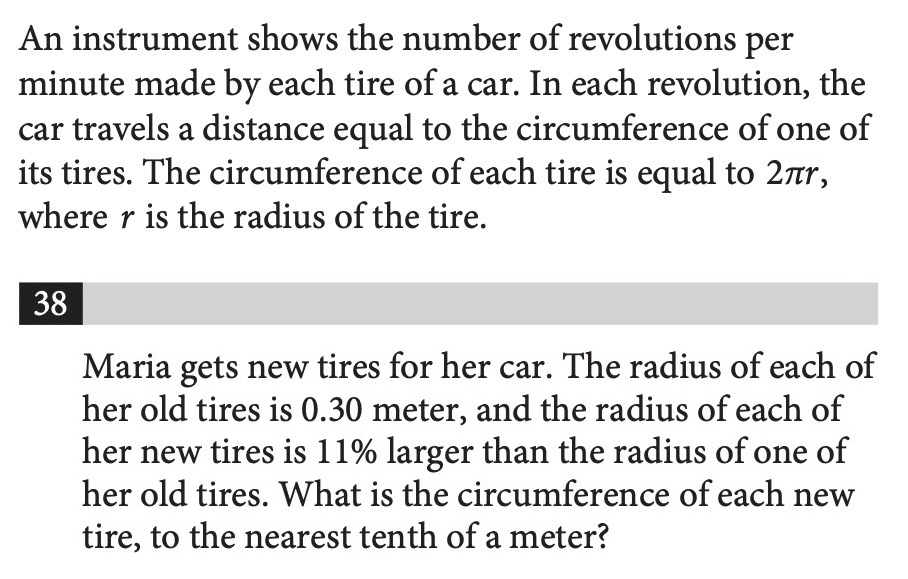 An instrument shows the number of revolutions per
minute made by each tire of a car. In each revolution, the
car travels a distance equal to the circumference of one of
its tires. The circumference of each tire is equal to 2πr,
where r is the radius of the tire.
38
Maria gets new tires for her car. The radius of each of
her old tires is 0.30 meter, and the radius of each of
her new tires is 11% larger than the radius of one of
her old tires. What is the circumference of each new
tire, to the nearest tenth of a meter?